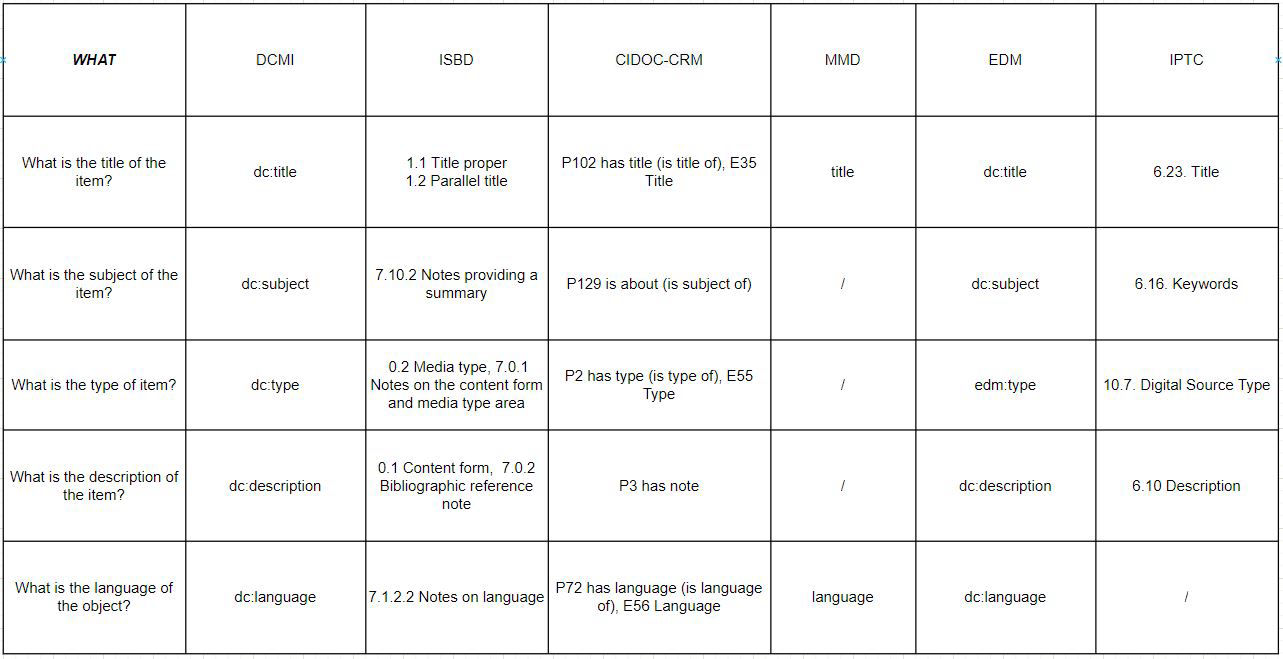 WHAT
DCMI
ISBD
CIDOC-CRM
MMD
EDM
IPTC
What is the title of the
item?
dc:title
1.1 Title proper
1.2 Parallel title
P102 has title (is title of), E35
Title
title
dc:title
6.23. Title
What is the subject of the
item?
dc:subject
7.10.2 Notes providing a
summary
P129 is about (is subject of)
/
dc:subject
6.16. Keywords
What is the type of item?
dc:type
0.2 Media type, 7.0.1
Notes on the content form
and media type area
P2 has type (is type of), E55
Type
/
edm:type
10.7. Digital Source Type
What is the description of
the item?
dc:description
0.1 Content form,  7.0.2
Bibliographic reference
note
P3 has note
/
dc:description
6.10 Description
What is the language of
the object?
dc:language
7.1.2.2 Notes on language
P72 has language (is language
of), E56 Language
language
dc:language
/